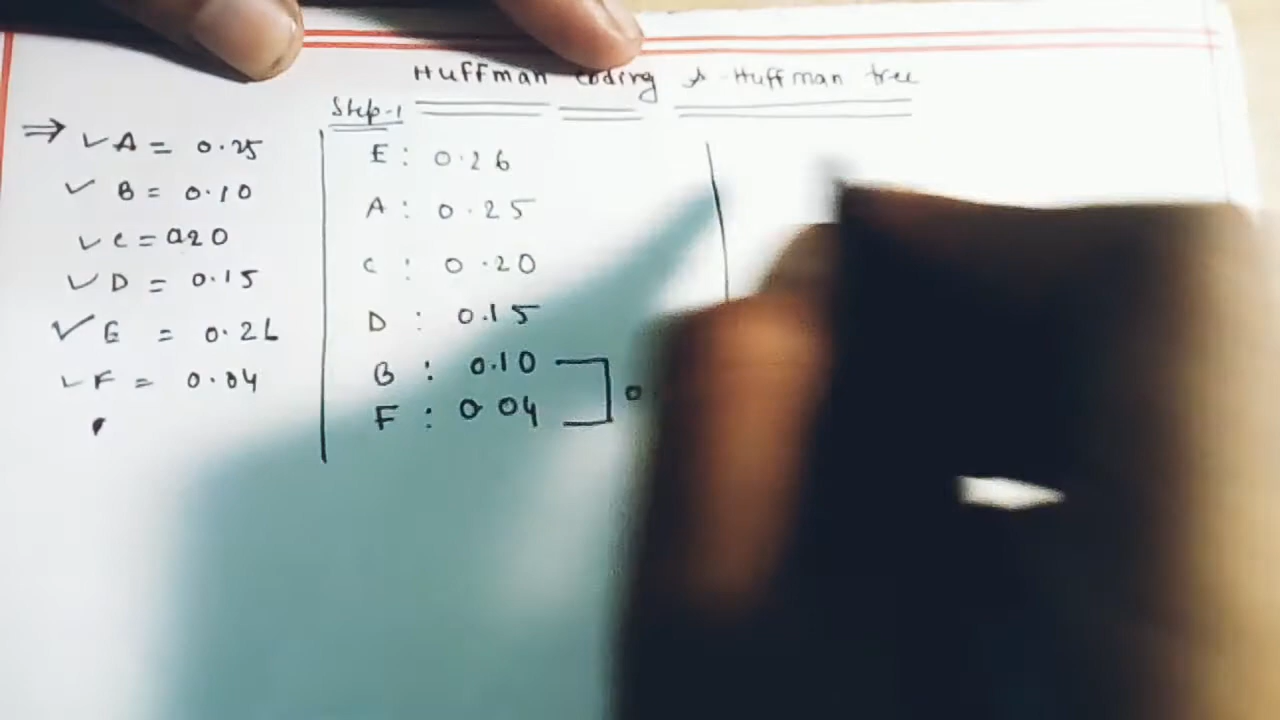 Huffman coding & Huffman tree
Step-1
⇒ ✓ A = 0.25
✓ B = 0.10
✓ C = 0.20
✓ D = 0.15
✓ E = 0.26
✓ F = 0.04
E : 0.26
A : 0.25
C : 0.20
D : 0.15
B : 0.10
F : 0.04
0.